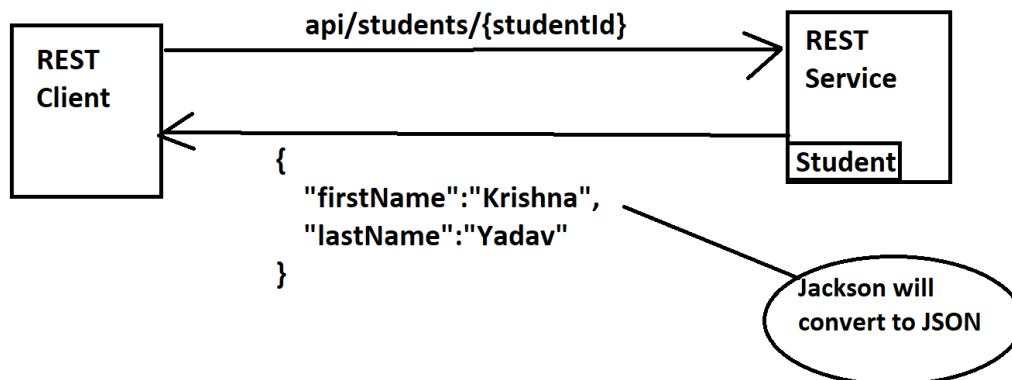 api/students/{studentId}
REST
Client
REST
Service
Student
{
"firstName":"Krishna",
"lastName":"Yadav"
}
Jackson will
convert to JSON